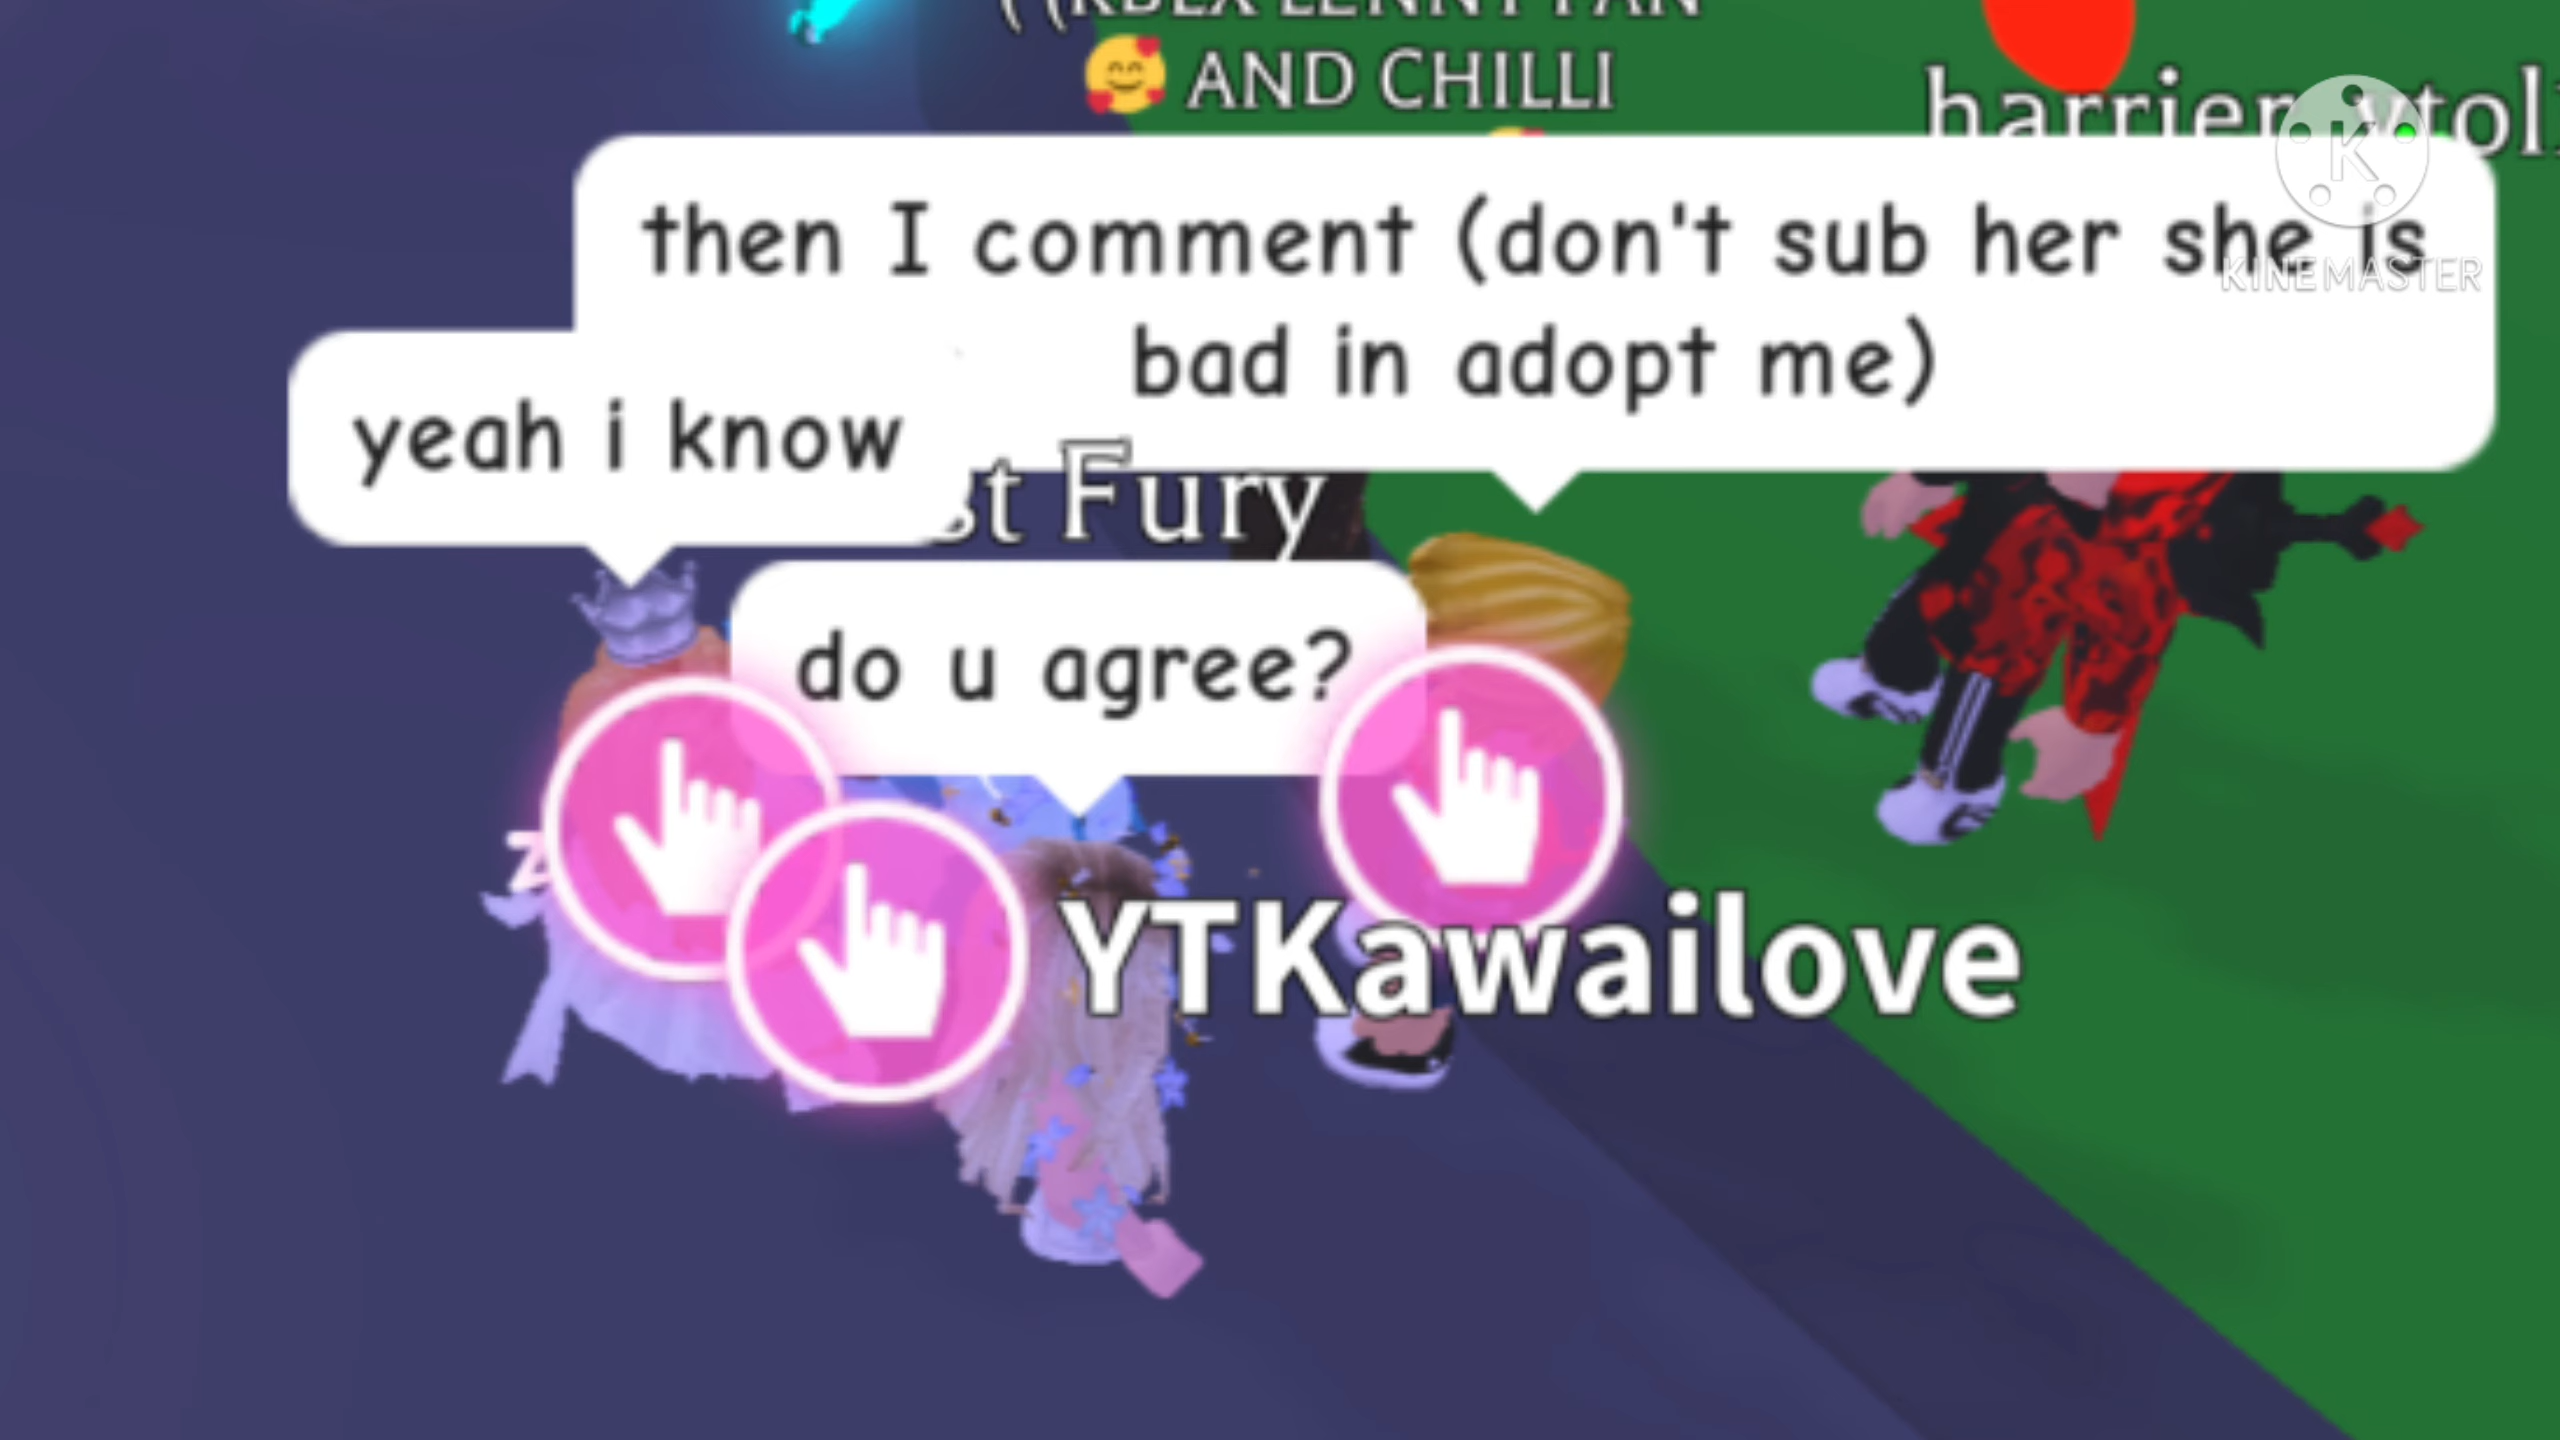 AND CHILLI
then I comment (don't sub her she is
bad in adopt me)
KINEMASTER
yeah i know
Fury
do u agree?
YTKawailove